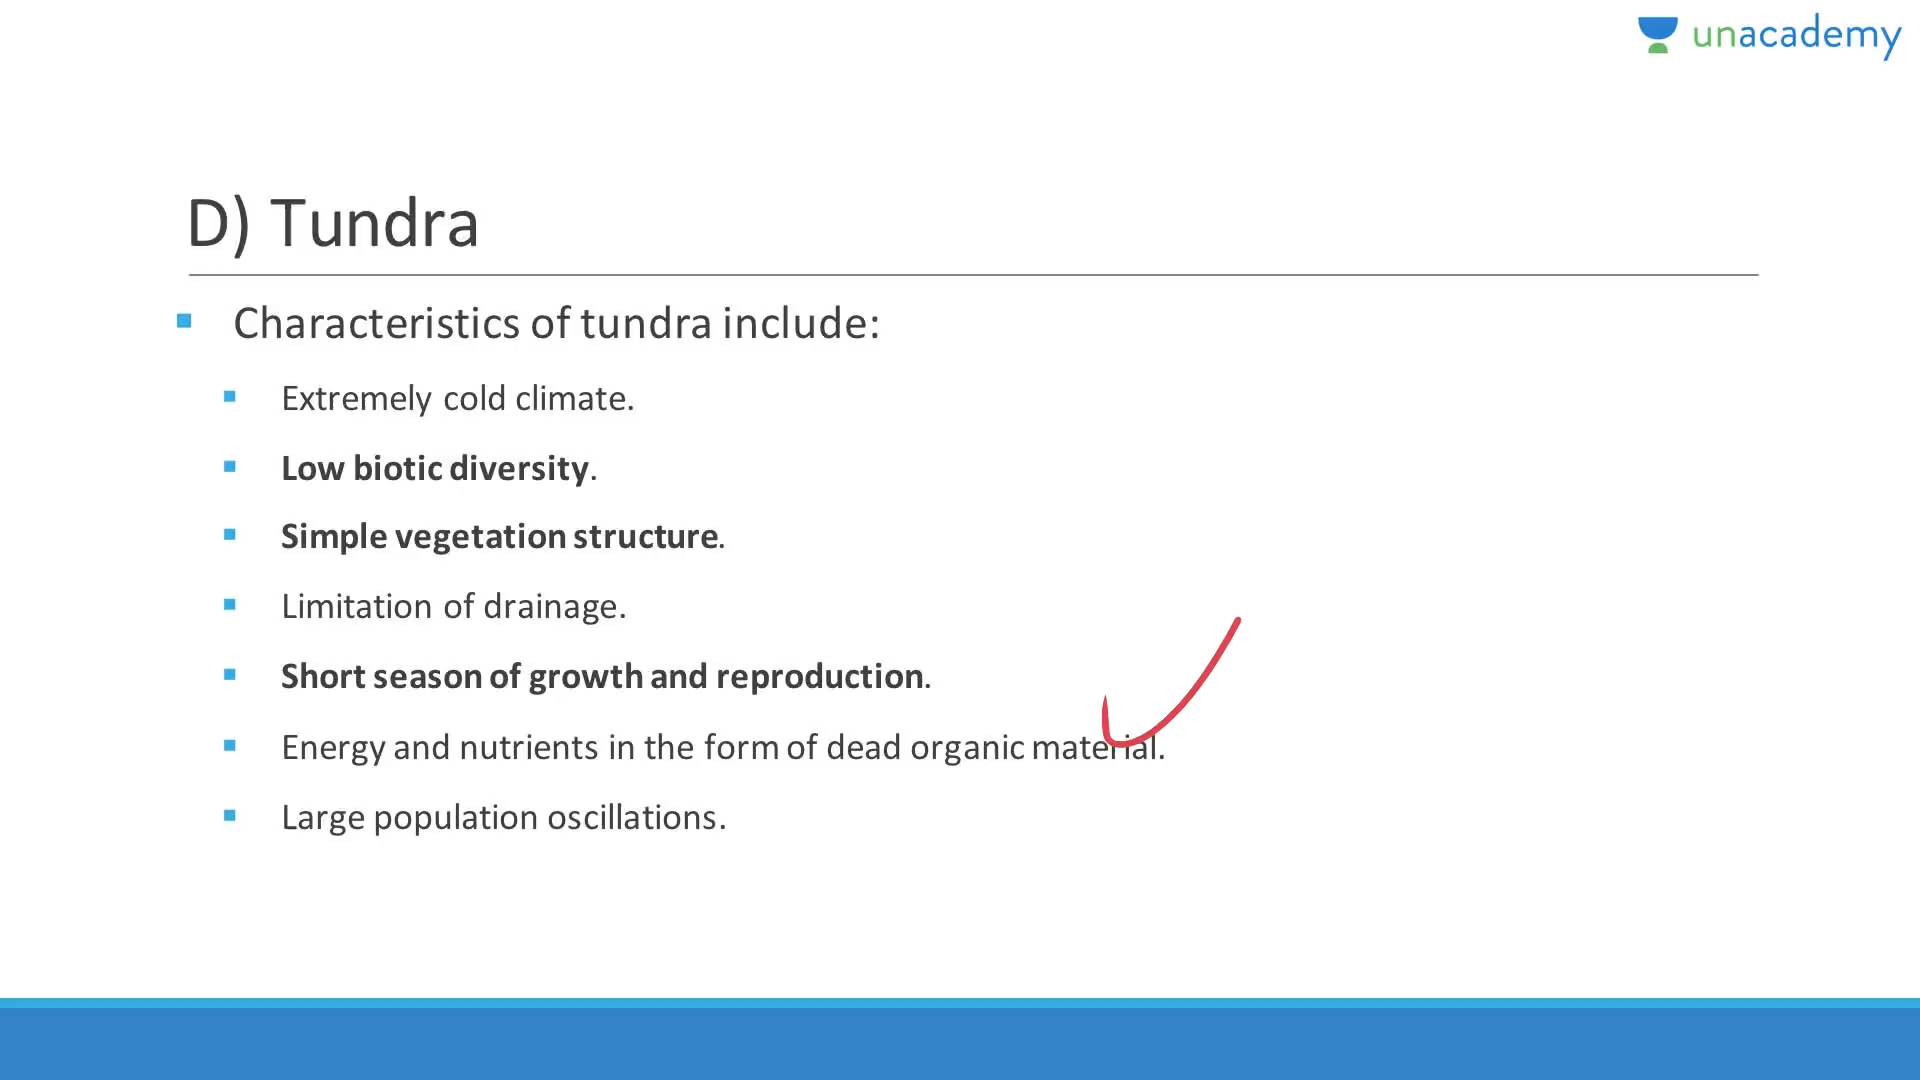 unacademy
D) Tundra
Characteristics of tundra include:
Extremely cold climate.
Low biotic diversity.
Simple vegetation structure.
Limitation of drainage.
Short season of growth and reproduction.
Energy and nutrients in the form of dead organic material.
Large population oscillations.